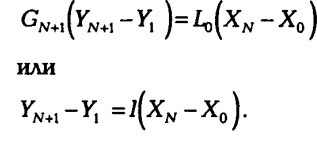 G_{N+1}(Y_{N+1}−Y_1)=L_0(X_N−X_0)
или
Y_{N+1}−Y_1=l(X_N−X_0).